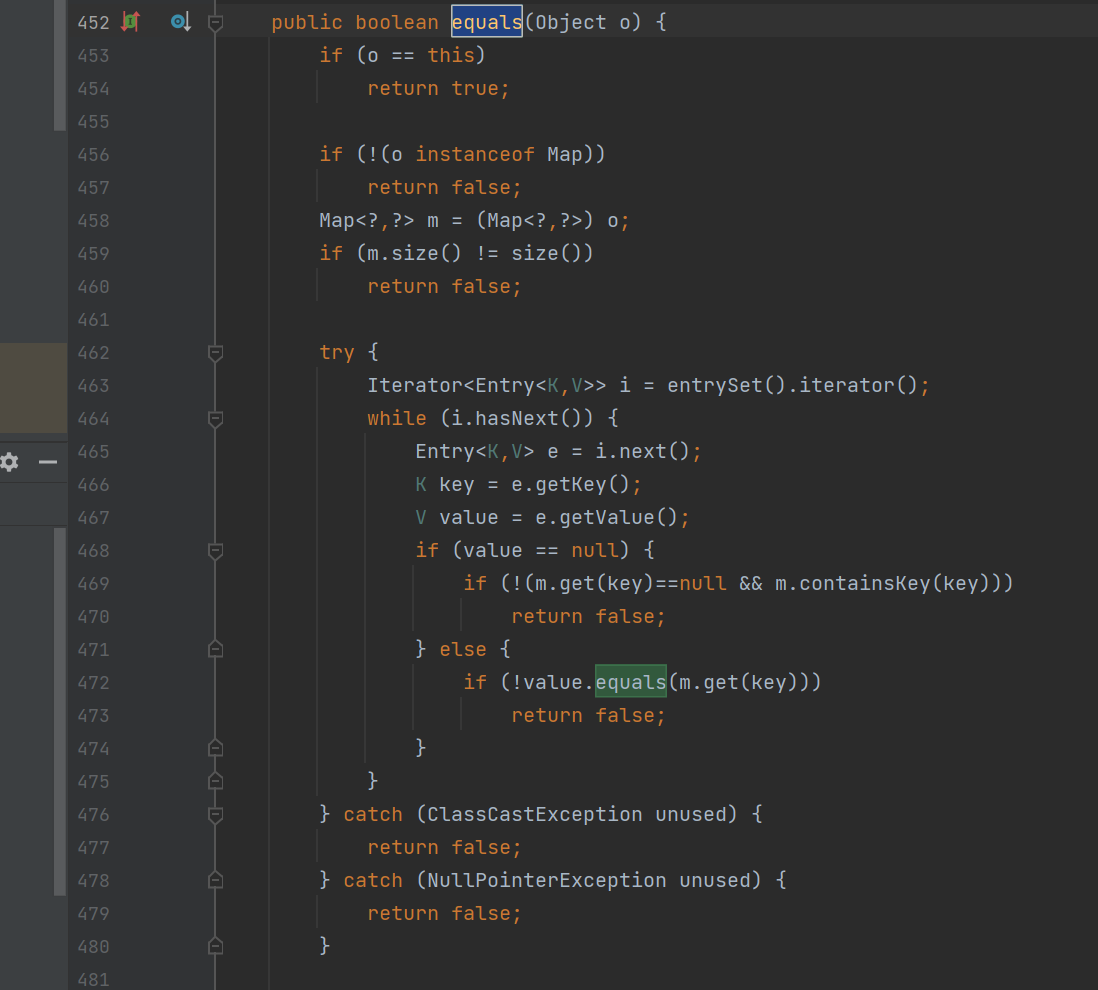 452 public boolean equals(Object o) {
453 if (o == this)
454 return true;
455
456 if (!(o instanceof Map))
457 return false;
458 Map<?,?> m = (Map<?,?>) o;
459 if (m.size() != size())
460 return false;
461
462 try {
463 Iterator<Entry<K,V>> i = entrySet().iterator();
464 while (i.hasNext()) {
465 Entry<K,V> e = i.next();
466 K key = e.getKey();
467 V value = e.getValue();
468 if (value == null) {
469 if (!(m.get(key)==null && m.containsKey(key)))
470 return false;
471 } else {
472 if (!value.equals(m.get(key)))
473 return false;
474 }
475 }
476 } catch (ClassCastException unused) {
477 return false;
478 } catch (NullPointerException unused) {
479 return false;
480 }
481